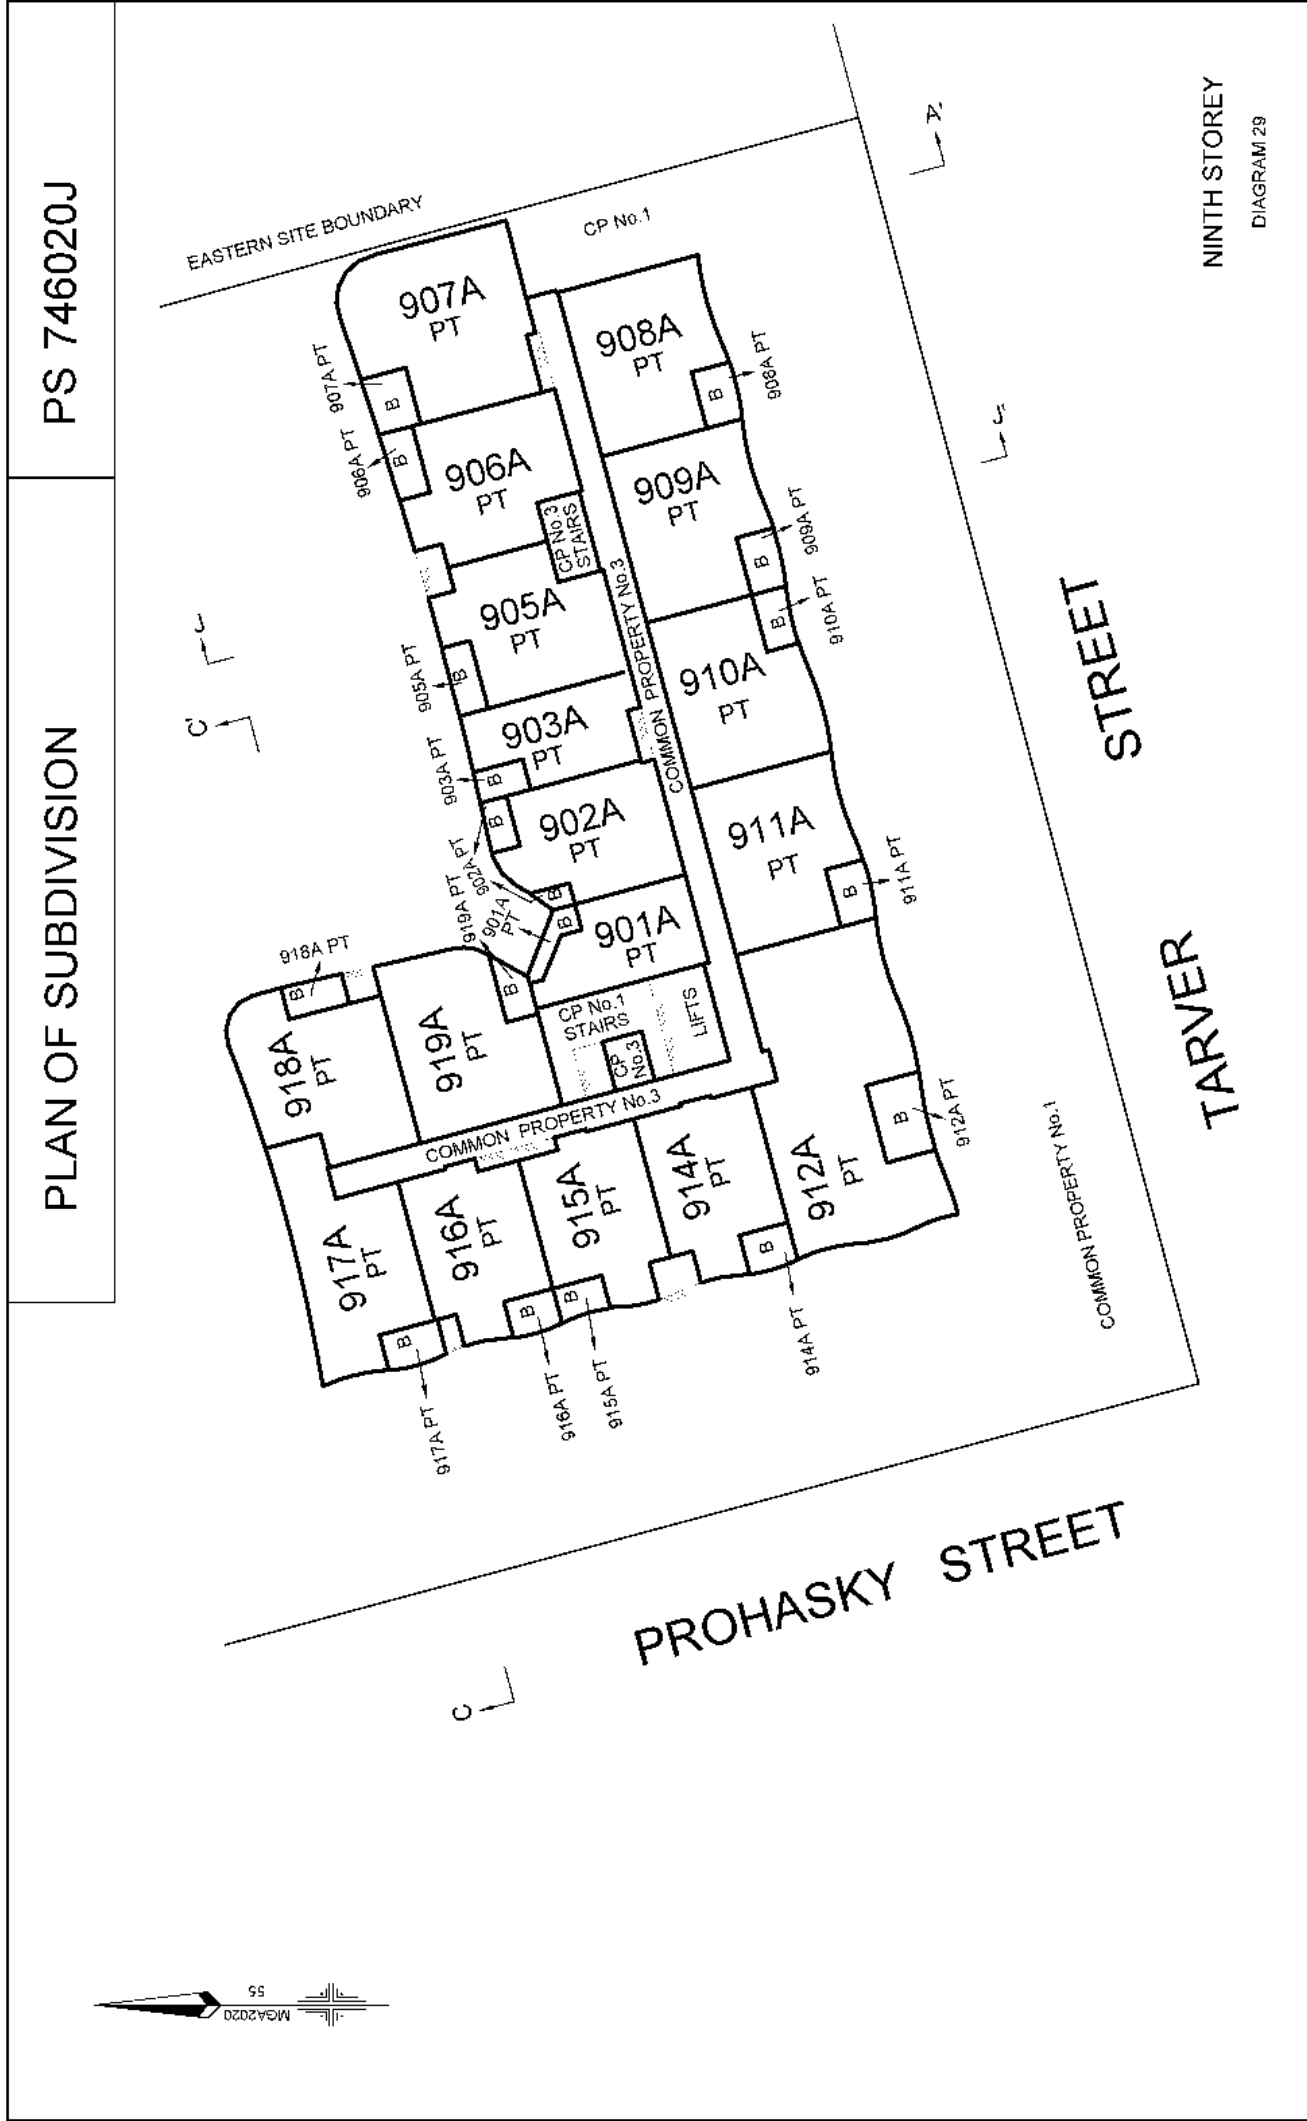 PLAN OF SUBDIVISION
PS 746020J
EASTERN SITE BOUNDARY
CP No.1
907A
PT
907A PT
B
906A PT
B
906A
PT
CP No.3
STAIRS
905A
PT
905A PT
B
903A
PT
903A PT
B
902A
PT
902A PT
B
B
901A
PT
B
901A
PT
919A PT
B
919A
PT
918A PT
B
918A
PT
CP No.1
STAIRS
LIFTS
CP
No.3
COMMON PROPERTY No.3
COMMON PROPERTY No.3
908A
PT
B
908A PT
909A
PT
B
909A PT
910A
PT
B
910A PT
911A
PT
B
911A PT
912A
PT
B
912A PT
914A
PT
B
914A PT
915A
PT
B
915A PT
916A
PT
B
916A PT
917A
PT
B
917A PT
COMMON PROPERTY No.1
TARVER STREET
PROHASKY STREET
C
C'
J
J'
A'
MGA2020
55
NINTH STOREY
DIAGRAM 29